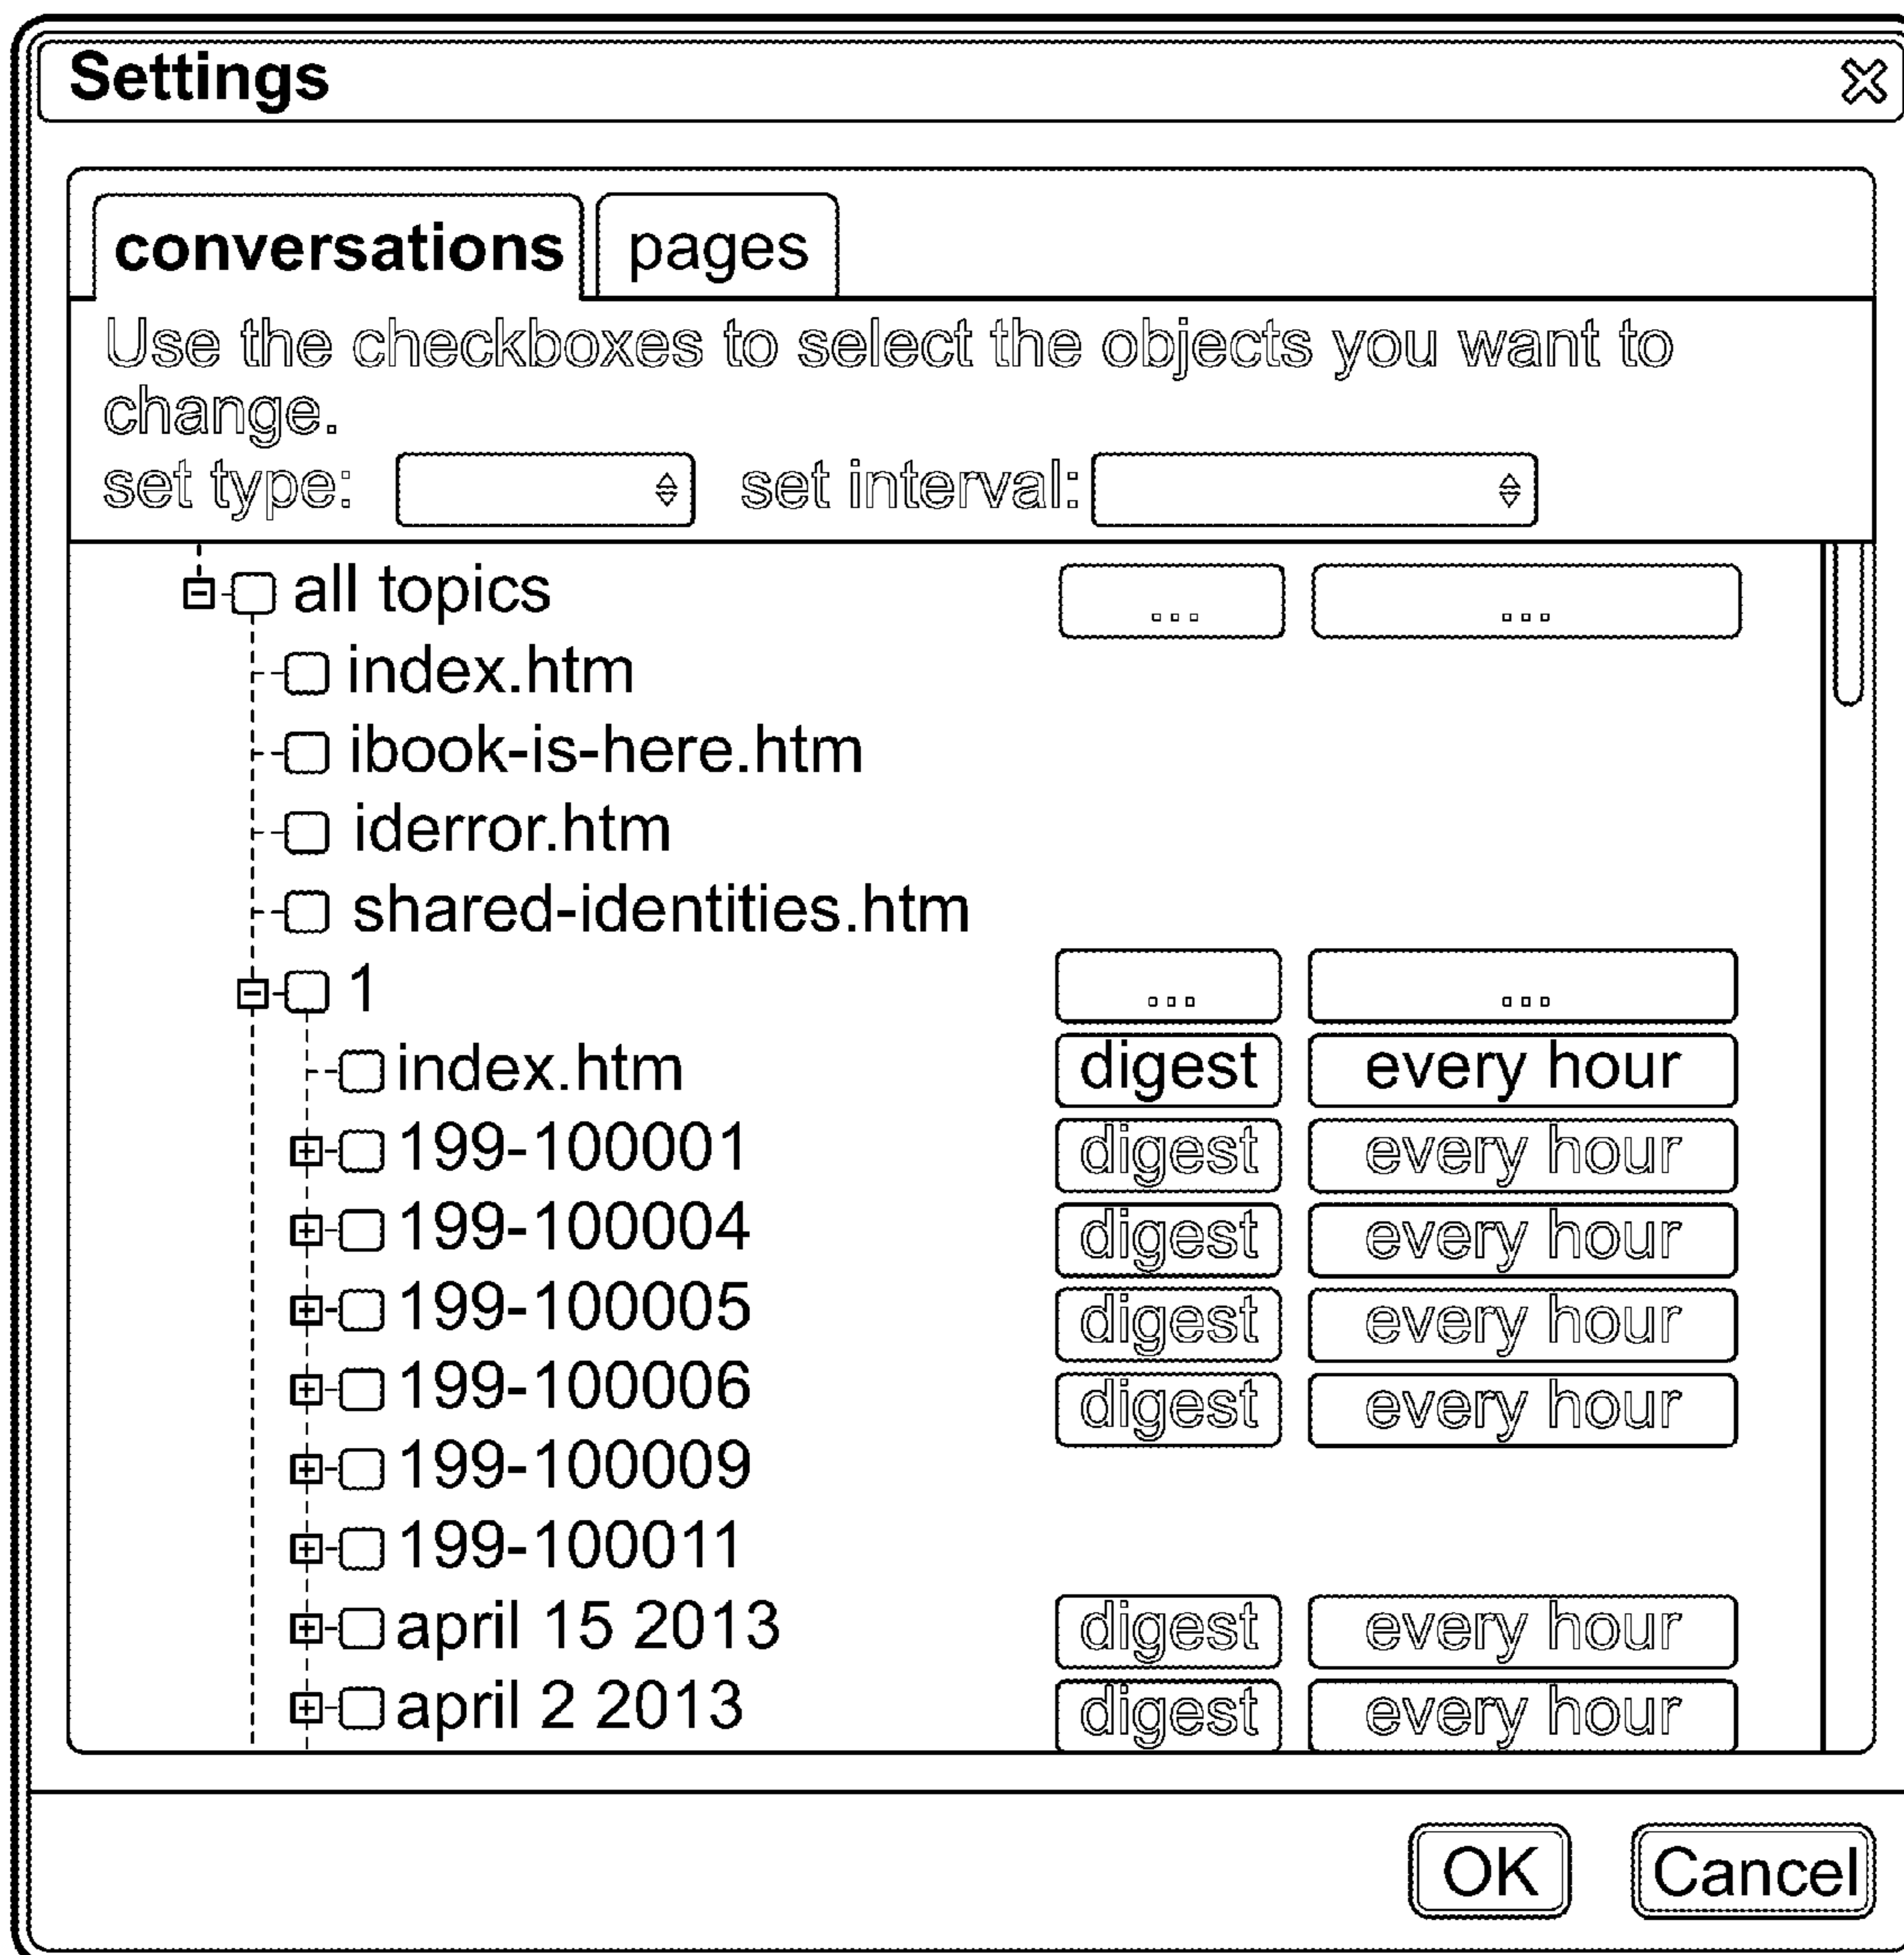 Settings
conversations pages
Use the checkboxes to select the objects you want to
change.
set type: set interval:
all topics ... ...
index.htm
ibook-is-here.htm
iderror.htm
shared-identities.htm
1 ... ...
index.htm digest every hour
199-100001 digest every hour
199-100004 digest every hour
199-100005 digest every hour
199-100006 digest every hour
199-100009
199-100011
april 15 2013 digest every hour
april 2 2013 digest every hour
OK Cancel